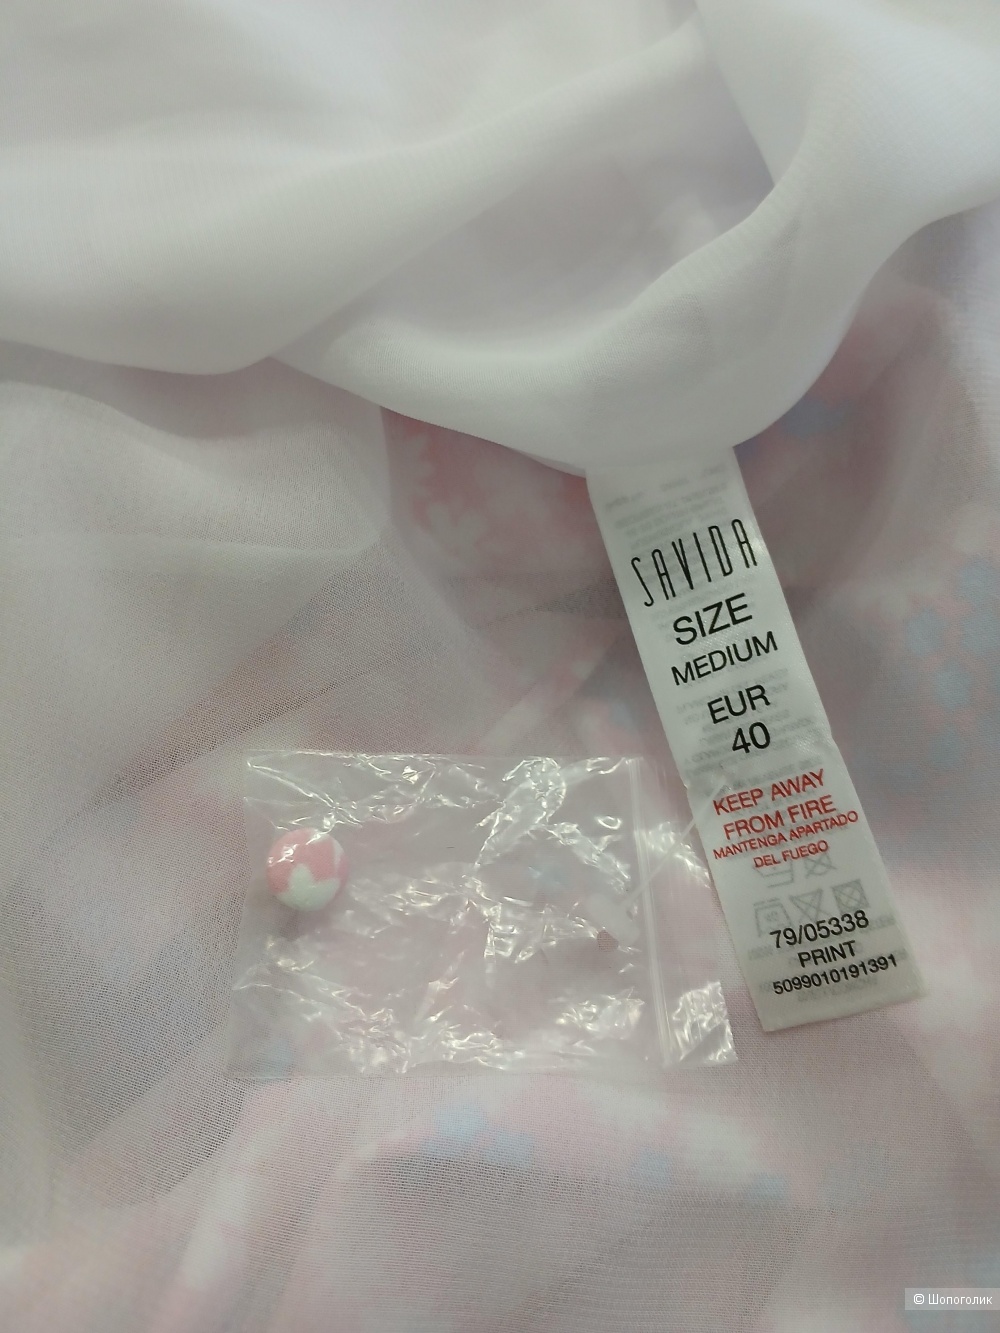 SAVIDA
SIZE
MEDIUM
EUR
40
KEEP AWAY
FROM FIRE
MANTENGA APARTADO
DEL FUEGO
79/05338
PRINT
5099010191391
© Шопоголик